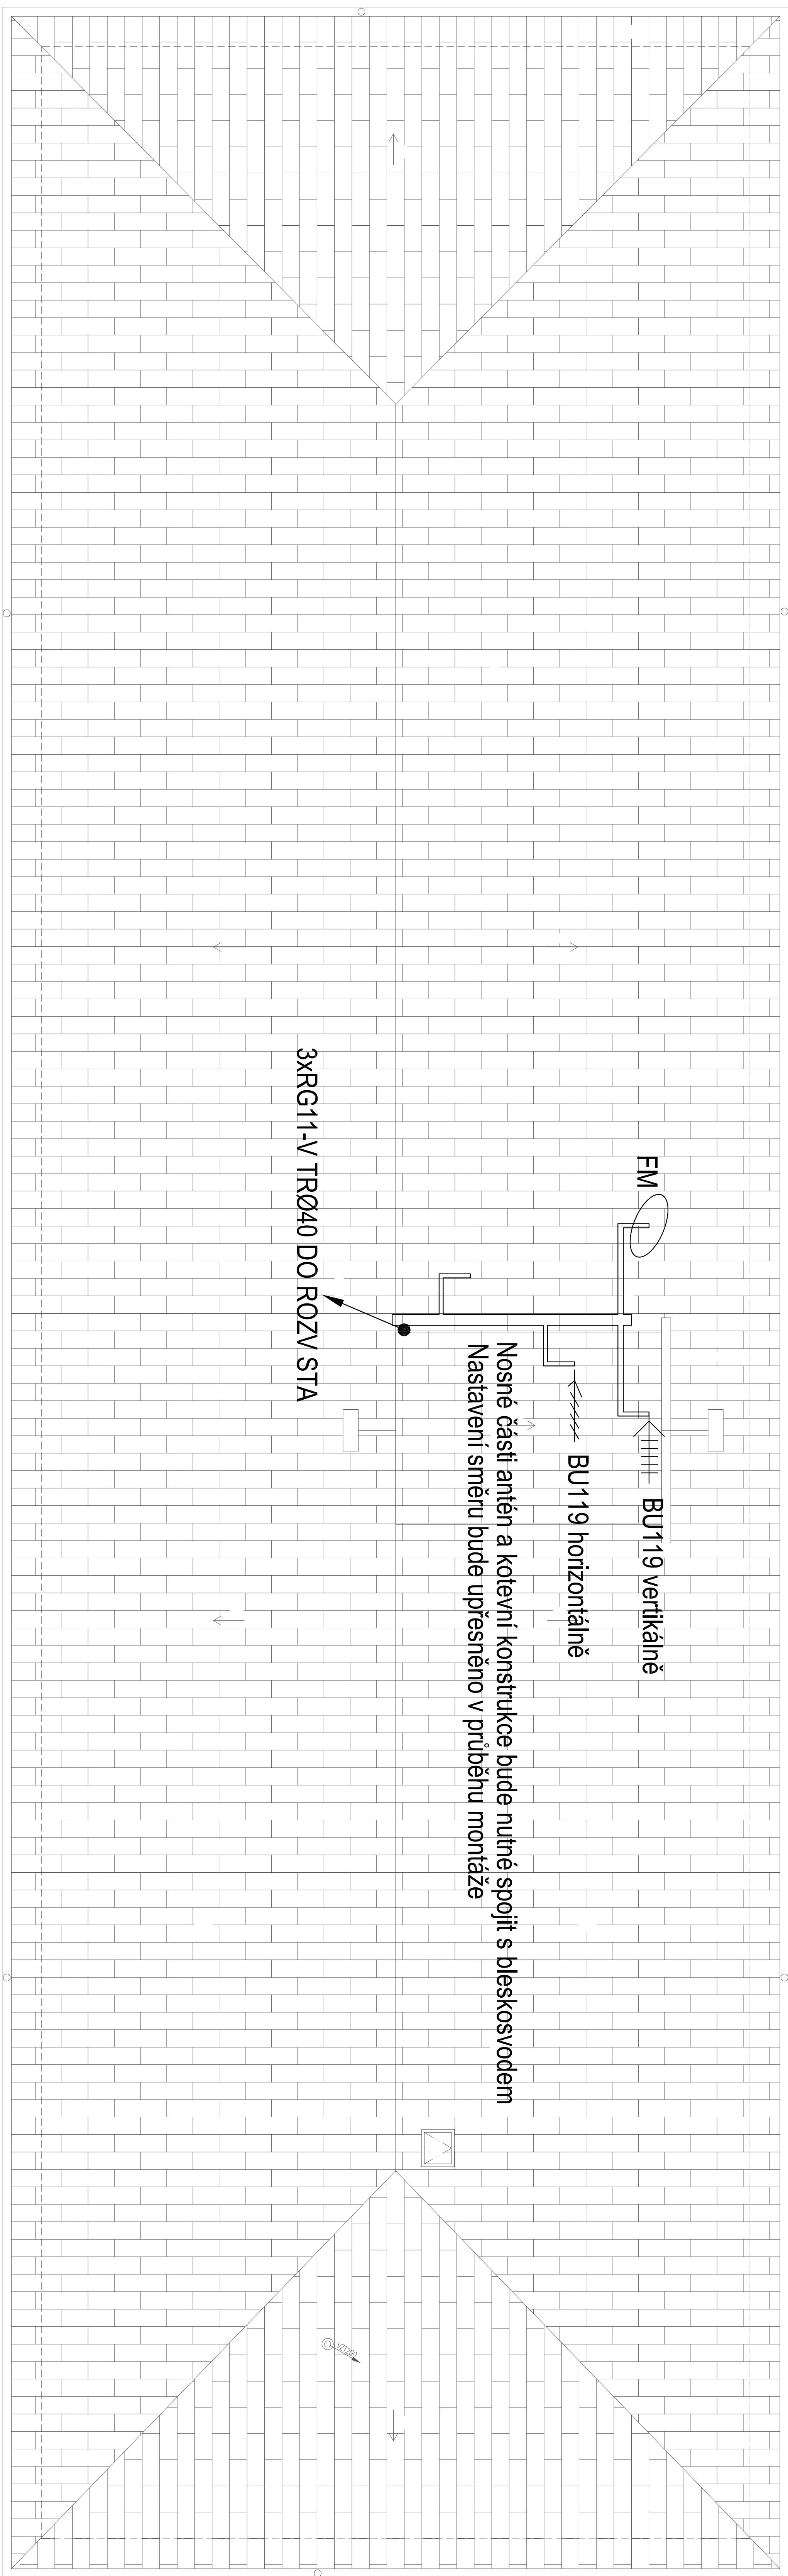 FM
BU119 vertikálně
BU119 horizontálně
Nosné části antén a kotevní konstrukce bude nutné spojit s bleskosvodem
Nastavení směru bude upřesněno v průběhu montáže
3xRG11-V TRØ40 DO ROZV STA
VZT200